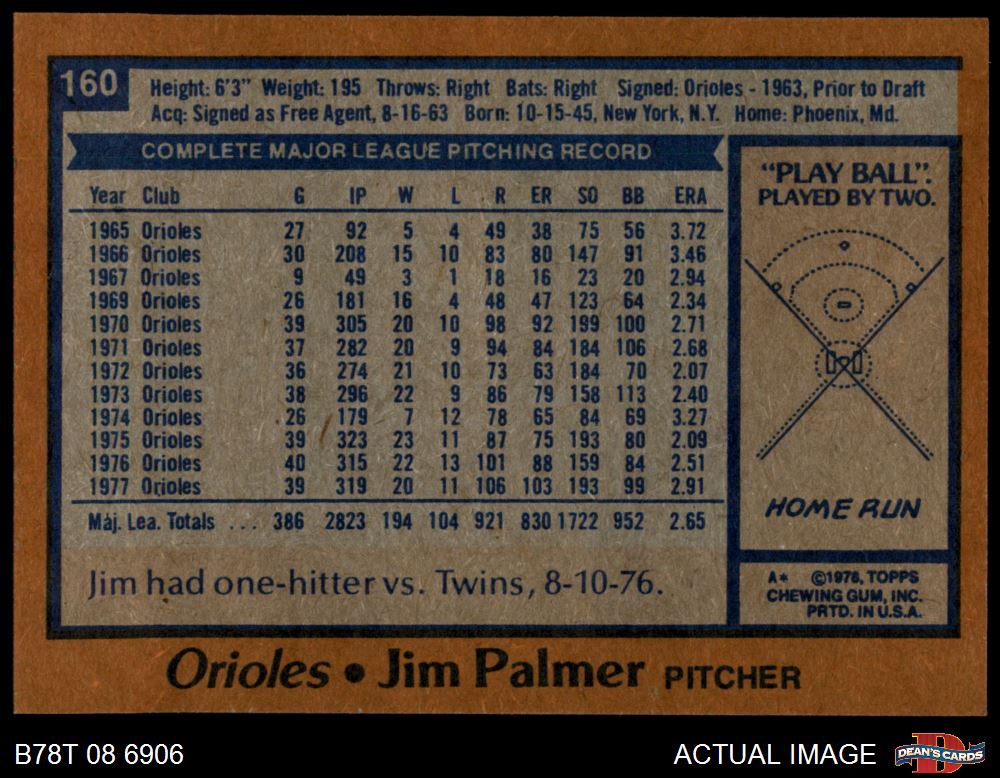 160
Height: 6'3" Weight: 195 Throws: Right Bats: Right Signed: Orioles - 1963, Prior to Draft
Acq: Signed as Free Agent, 8-16-63 Born: 10-15-45, New York, N.Y. Home: Phoenix, Md.
COMPLETE MAJOR LEAGUE PITCHING RECORD
Year Club G IP W L R ER SO BB ERA
1965 Orioles 27 92 5 4 49 38 75 56 3.72
1966 Orioles 30 208 15 10 83 80 147 91 3.46
1967 Orioles 9 49 3 1 18 16 23 20 2.94
1969 Orioles 26 181 16 4 48 47 123 64 2.34
1970 Orioles 39 305 20 10 98 92 199 100 2.71
1971 Orioles 37 282 20 9 94 84 184 106 2.68
1972 Orioles 36 274 21 10 73 63 184 70 2.07
1973 Orioles 38 296 22 9 86 79 158 113 2.40
1974 Orioles 26 179 7 12 78 65 84 69 3.27
1975 Orioles 39 323 23 11 87 75 193 80 2.09
1976 Orioles 40 315 22 13 101 88 159 84 2.51
1977 Orioles 39 319 20 11 106 103 193 99 2.91
Maj. Lea. Totals ... 386 2823 194 104 921 830 1722 952 2.65
Jim had one-hitter vs. Twins, 8-10-76.
"PLAY BALL".
PLAYED BY TWO.
HOME RUN
A* ©1978, TOPPS
CHEWING GUM, INC.
PRTD. IN U.S.A.
Orioles • Jim Palmer PITCHER
B78T 08 6906
ACTUAL IMAGE
D
DEAN'S CARDS